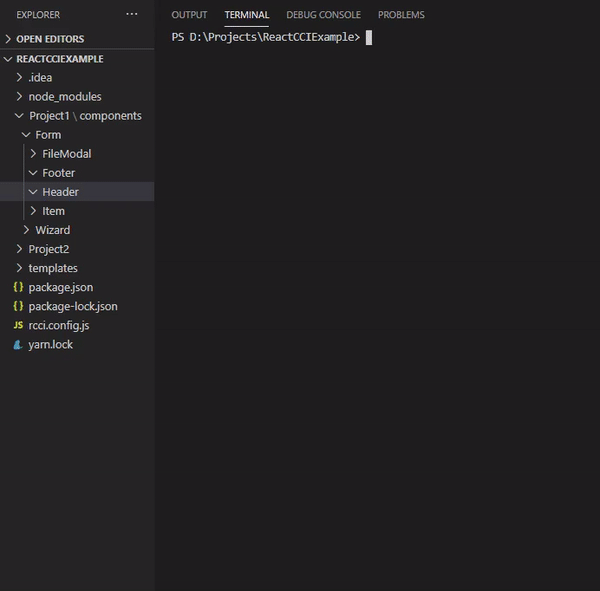 EXPLORER ···
OPEN EDITORS
REACTCCIEXAMPLE
.idea
node_modules
Project1 \ components
Form
FileModal
Footer
Header
Item
Wizard
Project2
templates
{ } package.json
{ } package-lock.json
JS rcci.config.js
yarn.lock
OUTPUT TERMINAL DEBUG CONSOLE PROBLEMS
PS D:\Projects\ReactCCIExample>